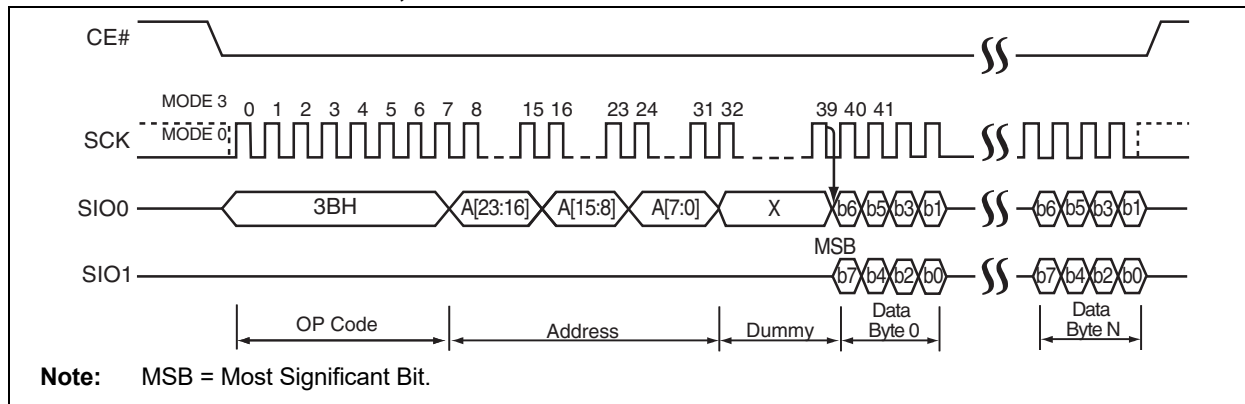 CE#
MODE 3
0 1 2 3 4 5 6 7 8 15 16 23 24 31 32 39 40 41
SCK
MODE 0
SIO0
3BH A[23:16] A[15:8] A[7:0] X b6 b5 b3 b1 b6 b5 b3 b1
MSB
SIO1
b7 b4 b2 b0 b7 b4 b2 b0
OP Code Address Dummy Data Byte 0 Data Byte N
Note: MSB = Most Significant Bit.